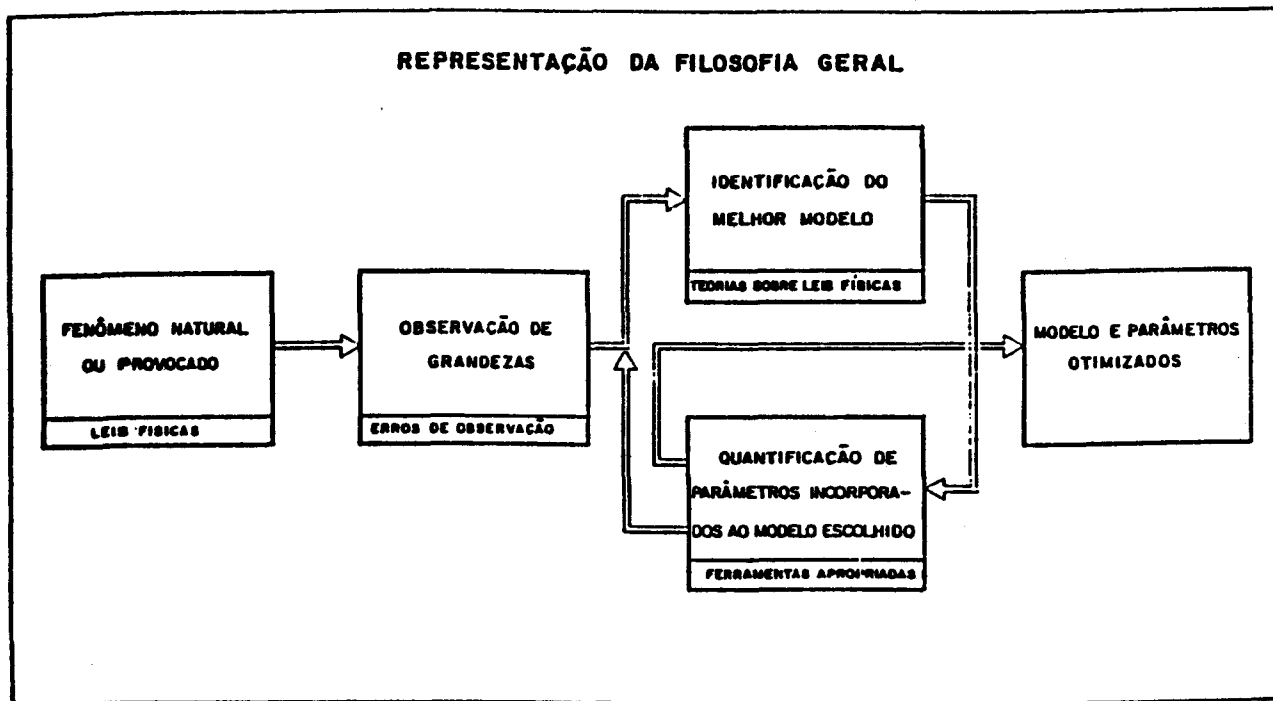 REPRESENTAÇÃO DA FILOSOFIA GERAL
IDENTIFICAÇÃO DO
MELHOR MODELO
TEORIAS SOBRE LEIS FÍSICAS
FENÔMENO NATURAL
OU PROVOCADO
LEIS FISICAS
OBSERVAÇÃO DE
GRANDEZAS
ERROS DE OBSERVAÇÃO
MODELO E PARÂMETROS
OTIMIZADOS
QUANTIFICAÇÃO DE
PARÂMETROS INCORPORA-
DOS AO MODELO ESCOLHIDO
FERRAMENTAS APROPRIADAS